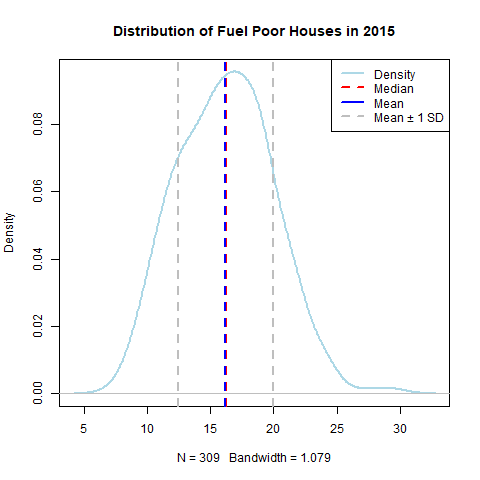 Distribution of Fuel Poor Houses in 2015
Density
Median
Mean
Mean ± 1 SD
Density
0.00
0.02
0.04
0.06
0.08
5
10
15
20
25
30
N = 309 Bandwidth = 1.079